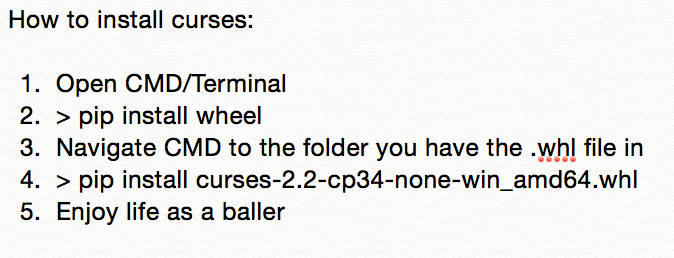 How to install curses:
1. Open CMD/Terminal
2. > pip install wheel
3. Navigate CMD to the folder you have the .whl file in
4. > pip install curses-2.2-cp34-none-win_amd64.whl
5. Enjoy life as a baller